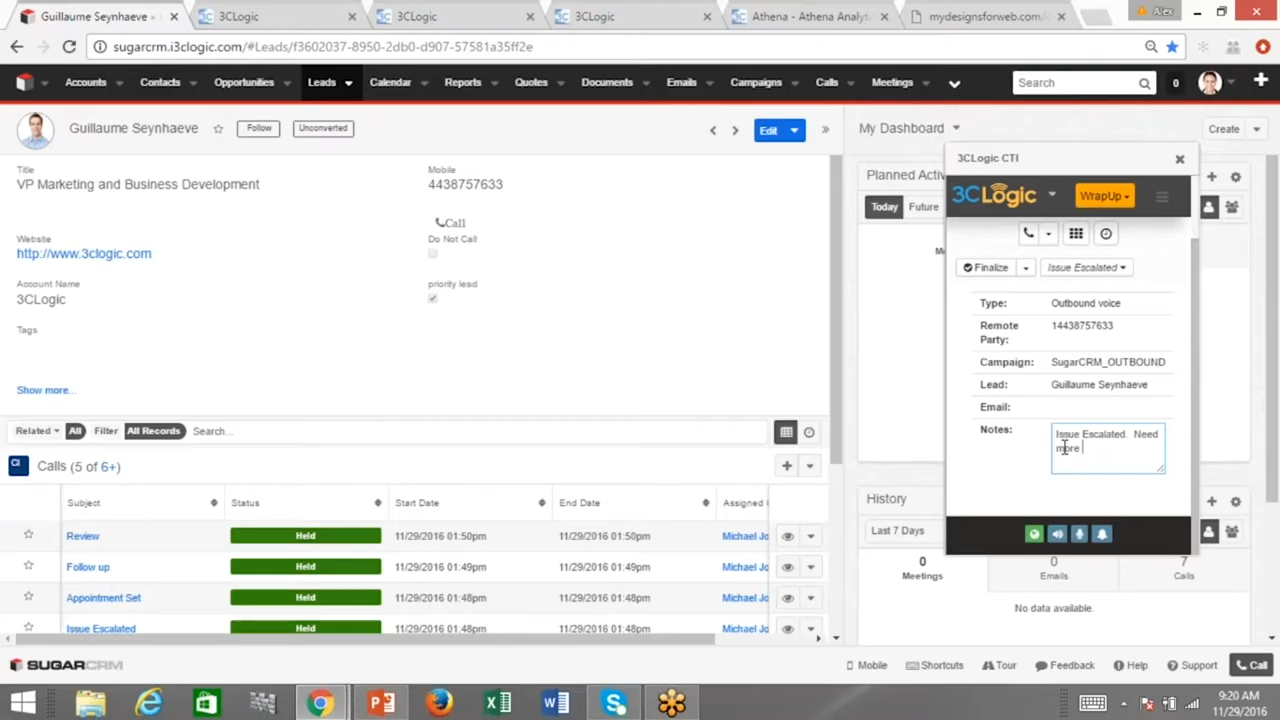 Guillaume Seynhaeve »
3CLogic
3CLogic
3CLogic
Athena - Athena Analyt
mydesignsforweb.com/
Alex
sugarcrm.i3clogic.com/#Leads/f3602037-8950-2db0-d907-57581a35ff2e
Accounts
Contacts
Opportunities
Leads
Calendar
Reports
Quotes
Documents
Emails
Campaigns
Calls
Meetings
Search
0
Guillaume Seynhaeve
Follow
Unconverted
Edit
My Dashboard
Create
Title
VP Marketing and Business Development
Mobile
4438757633
Call
Website
http://www.3clogic.com
Do Not Call
Account Name
3CLogic
priority lead
Tags
Show more...
Planned Activ
Today
Future
3CLogic CTI
3CLOGIC
WrapUp
Finalize
Issue Escalated
Type:
Outbound voice
Remote Party:
14438757633
Campaign:
SugarCRM_OUTBOUND
Lead:
Guillaume Seynhaeve
Email:
Notes:
Issue Escalated. Need
more
Related
All
Filter
All Records
Search...
Calls (5 of 6+)
Subject
Status
Start Date
End Date
Assigned
Review
Held
11/29/2016 01:50pm
11/29/2016 01:50pm
Michael Jo
Follow up
Held
11/29/2016 01:49pm
11/29/2016 01:49pm
Michael Jo
Appointment Set
Held
11/29/2016 01:48pm
11/29/2016 01:48pm
Michael Jo
Issue Escalated
Held
11/29/2016 01:48pm
11/29/2016 01:48pm
Michael Jo
History
Last 7 Days
0
Meetings
0
Emails
7
Calls
No data available.
SUGARCRM
Mobile
Shortcuts
Tour
Feedback
Help
Support
Call
9:20 AM
11/29/2016